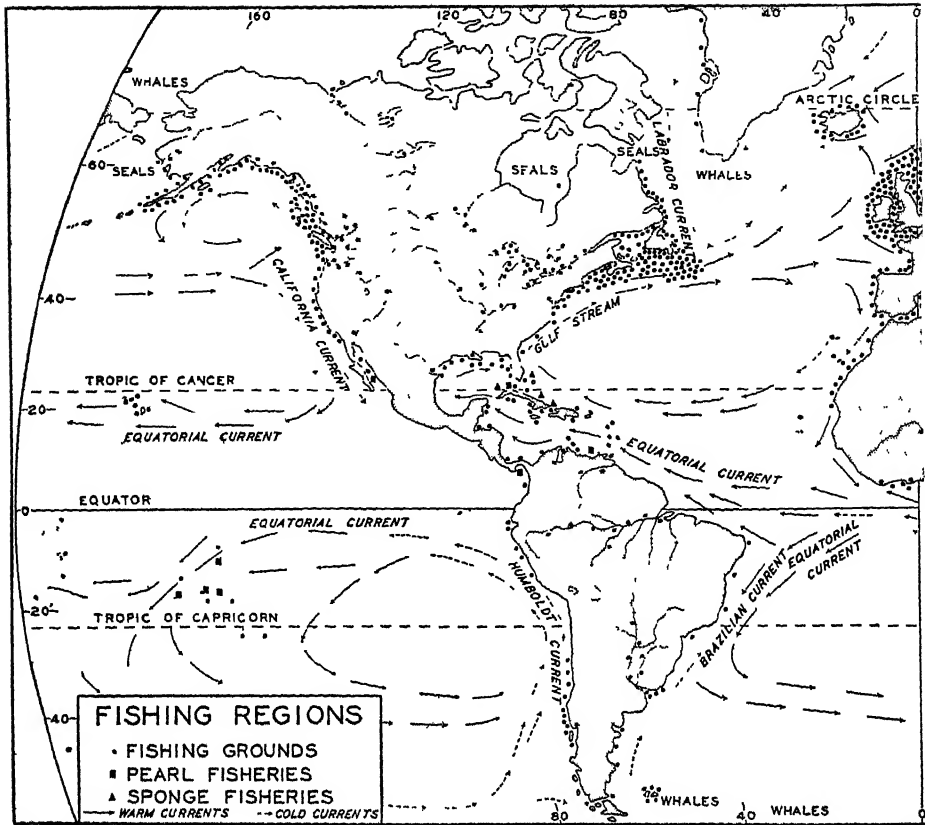 160 120 80 40 0
WHALES
ARCTIC CIRCLE
LABRADOR CURRENT
60
SEALS
SEALS
SEALS
WHALES
CALIFORNIA CURRENT
40
GULF STREAM
TROPIC OF CANCER
20
EQUATORIAL CURRENT
EQUATORIAL CURRENT
EQUATOR
0
EQUATORIAL CURRENT
EQUATORIAL CURRENT
HUMBOLDT CURRENT
BRAZILIAN CURRENT
20
TROPIC OF CAPRICORN
40
FISHING REGIONS
FISHING GROUNDS
PEARL FISHERIES
SPONGE FISHERIES
WARM CURRENTS COLD CURRENTS
WHALES
WHALES
80 40 0